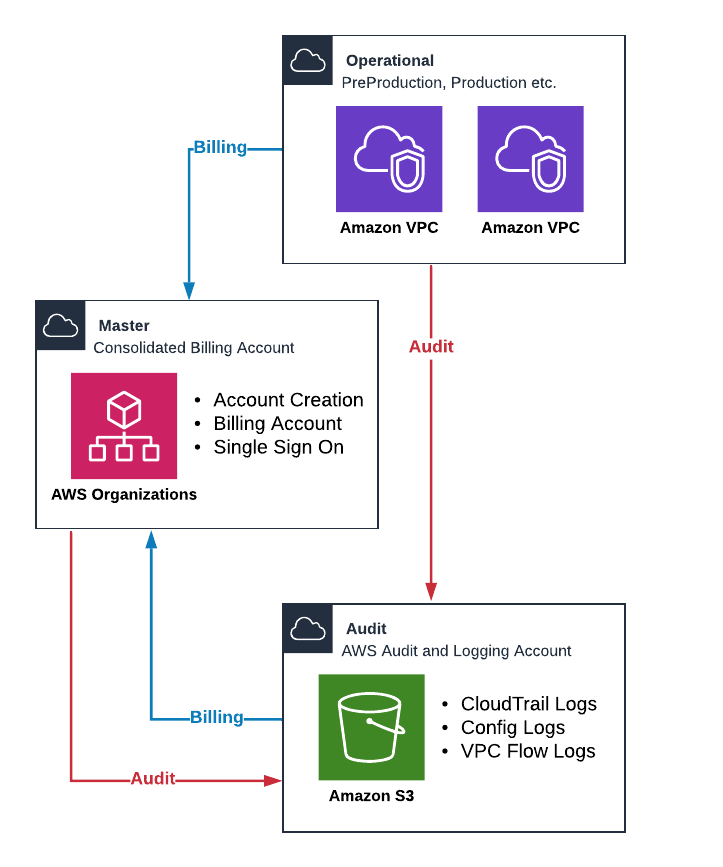 Operational
PreProduction, Production etc.
Billing
Amazon VPC
Amazon VPC
Master
Consolidated Billing Account
Audit
• Account Creation
• Billing Account
• Single Sign On
AWS Organizations
Audit
AWS Audit and Logging Account
• CloudTrail Logs
• Config Logs
• VPC Flow Logs
Billing
Audit
Amazon S3